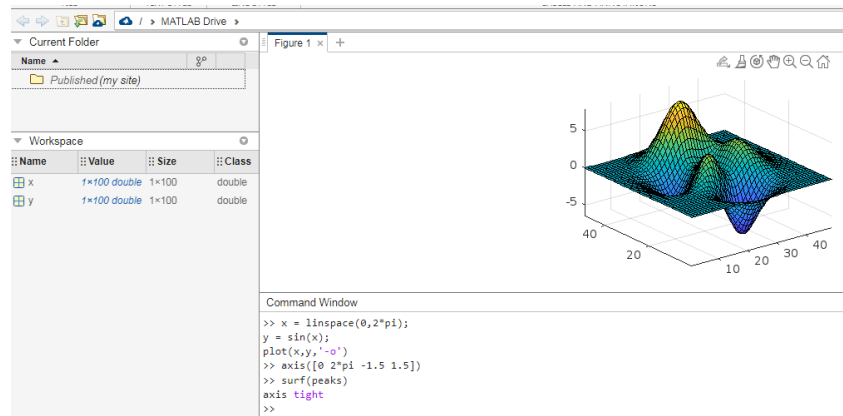 / > MATLAB Drive >
Current Folder
Name
Published (my site)
Workspace
Name Value Size Class
x 1×100 double 1×100 double
y 1×100 double 1×100 double
Figure 1 × +
5
0
-5
40
20
10 20 30 40
Command Window
>> x = linspace(0,2*pi);
y = sin(x);
plot(x,y,'-o')
>> axis([0 2*pi -1.5 1.5])
>> surf(peaks)
axis tight
>>